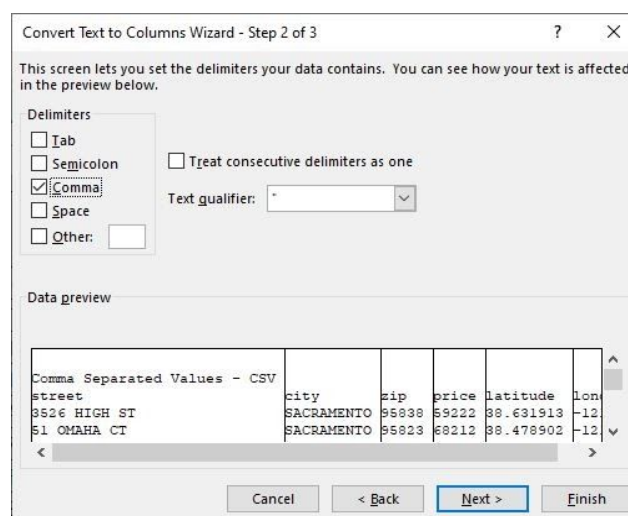 Convert Text to Columns Wizard - Step 2 of 3
This screen lets you set the delimiters your data contains. You can see how your text is affected
in the preview below.
Delimiters
Tab
Semicolon
Comma
Space
Other:
Treat consecutive delimiters as one
Text qualifier: "
Data preview
Comma Separated Values - CSV
street city zip price latitude
3526 HIGH ST SACRAMENTO 95838 59222 38.631913 -12
51 OMAHA CT SACRAMENTO 95823 68212 38.478902 -12
Cancel < Back Next > Finish